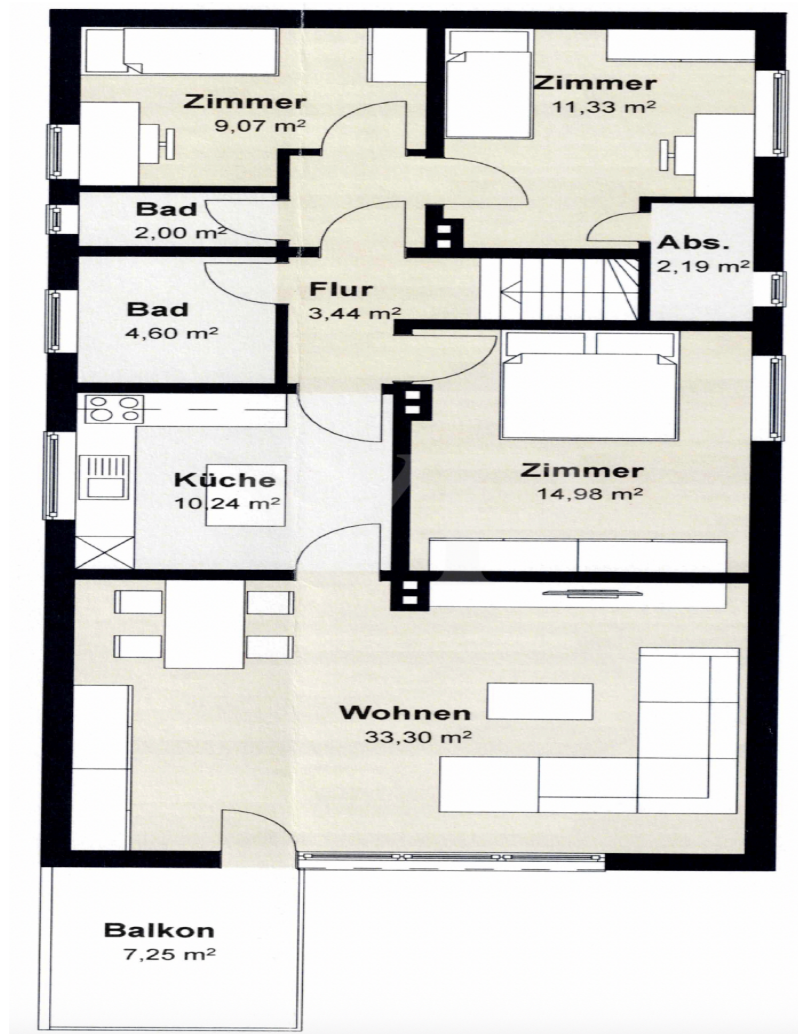 Zimmer
9,07 m²
Zimmer
11,33 m²
Bad
2,00 m²
Abs.
2,19 m²
Bad
4,60 m²
Flur
3,44 m²
Küche
10,24 m²
Zimmer
14,98 m²
Wohnen
33,30 m²
Balkon
7,25 m²